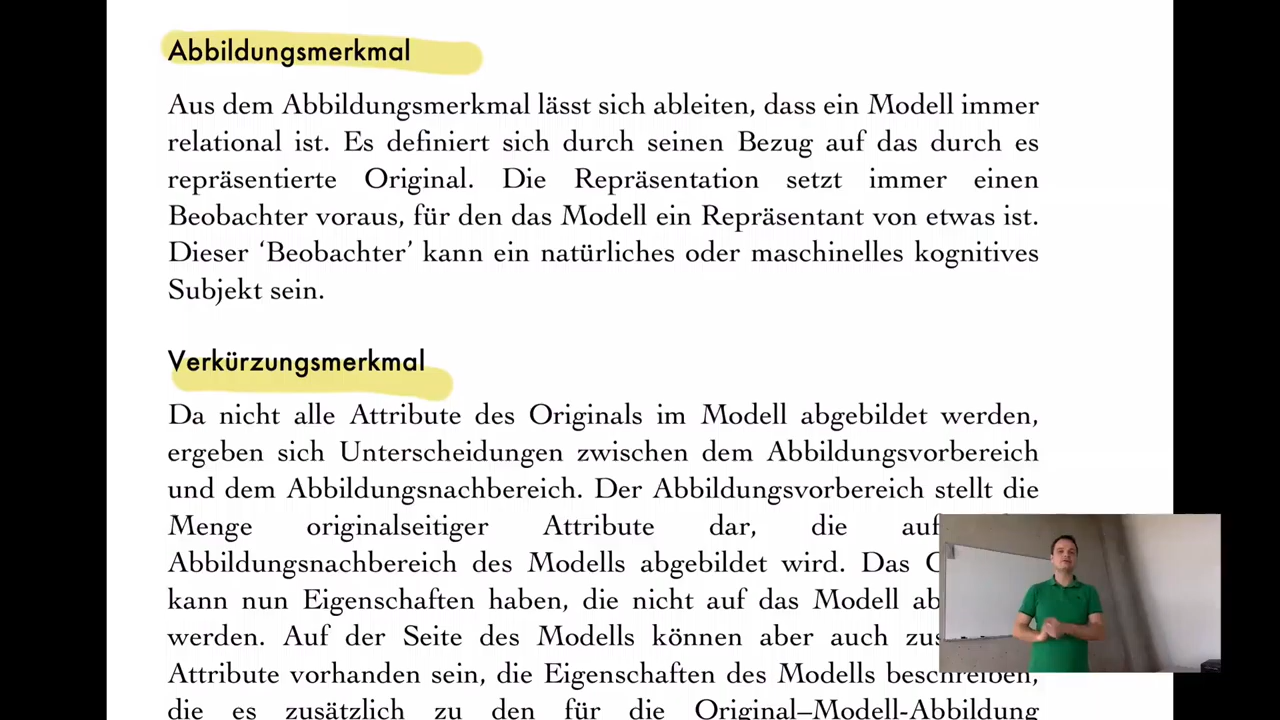 Abbildungsmerkmal
Aus dem Abbildungsmerkmal lässt sich ableiten, dass ein Modell immer
relational ist. Es definiert sich durch seinen Bezug auf das durch es
repräsentierte Original. Die Repräsentation setzt immer einen
Beobachter voraus, für den das Modell ein Repräsentant von etwas ist.
Dieser ‘Beobachter’ kann ein natürliches oder maschinelles kognitives
Subjekt sein.
Verkürzungsmerkmal
Da nicht alle Attribute des Originals im Modell abgebildet werden,
ergeben sich Unterscheidungen zwischen dem Abbildungsvorbereich
und dem Abbildungsnachbereich. Der Abbildungsvorbereich stellt die
Menge originalseitiger Attribute dar, die auf
Abbildungsnachbereich des Modells abgebildet wird. Das
kann nun Eigenschaften haben, die nicht auf das Modell
werden. Auf der Seite des Modells können aber auch
Attribute vorhanden sein, die Eigenschaften des Modells beschreiben,
die es zusätzlich zu den für die Original–Modell-Abbildung